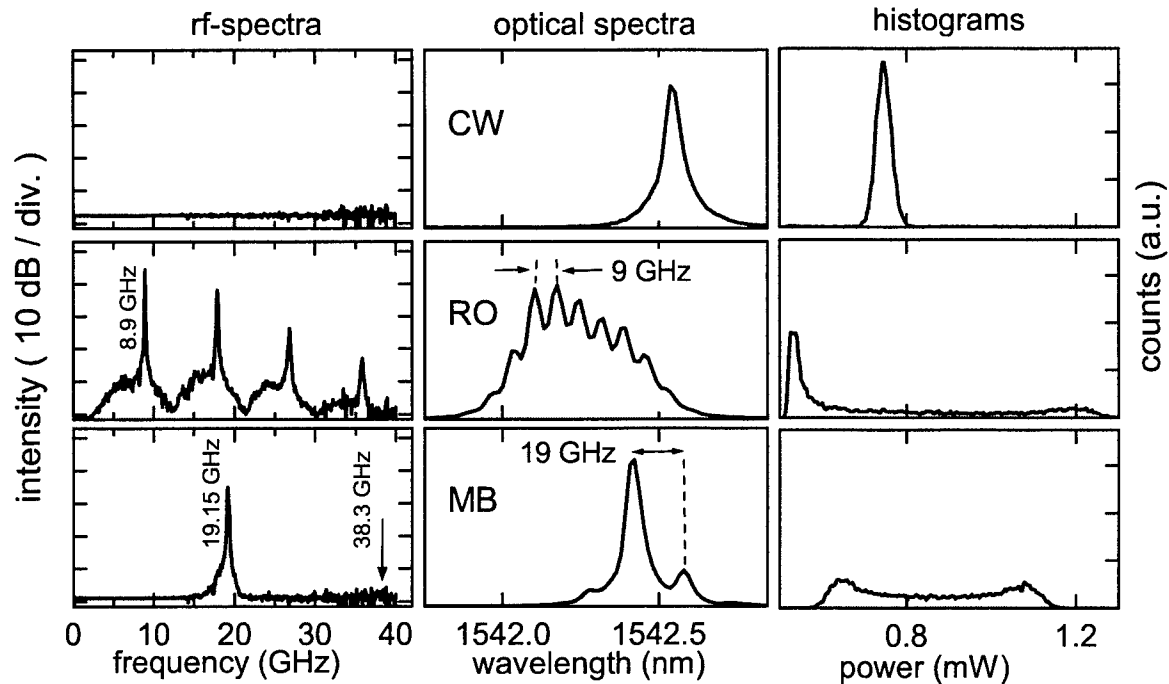 rf-spectra
optical spectra
histograms
intensity ( 10 dB / div.)
counts (a.u.)
CW
8.9 GHz
RO
9 GHz
19.15 GHz
38.3 GHz
MB
19 GHz
0 10 20 30 40
frequency (GHz)
1542.0 1542.5
wavelength (nm)
0.8 1.2
power (mW)